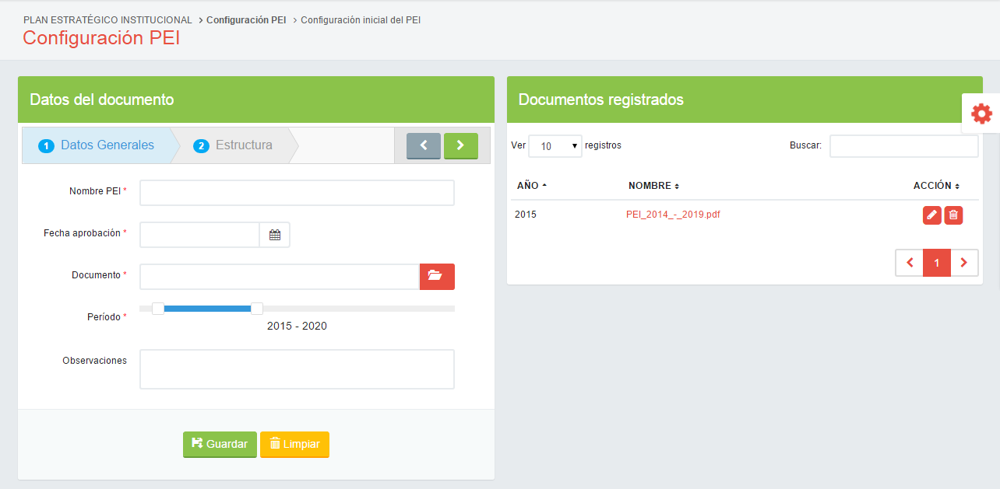 PLAN ESTRATÉGICO INSTITUCIONAL > Configuración PEI > Configuración inicial del PEI
Configuración PEI
Datos del documento
1 Datos Generales
2 Estructura
Nombre PEI *
Fecha aprobación *
Documento *
Período *
2015 - 2020
Observaciones
Guardar
Limpiar
Documentos registrados
Ver 10 registros
Buscar:
AÑO NOMBRE ACCIÓN
2015 PEI_2014_-_2019.pdf
1